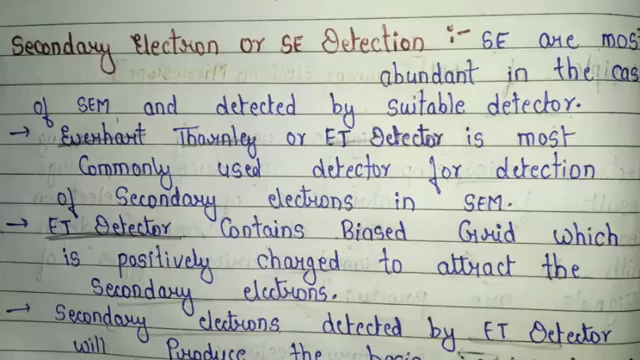 Secondary Electron or SE Detection :- SE are most
abundant in the case
of SEM and detected by suitable detector.
→ Everhart Thornley or ET Detector is most
Commonly used detector for detection
of Secondary electrons in SEM.
→ ET Detector Contains Biased Grid which
is positively charged to attract the
Secondary electrons.
→ Secondary electrons detected by ET Detector
will Produce the basic